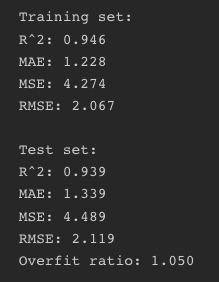 Training set:
R^2: 0.946
MAE: 1.228
MSE: 4.274
RMSE: 2.067
Test set:
R^2: 0.939
MAE: 1.339
MSE: 4.489
RMSE: 2.119
Overfit ratio: 1.050